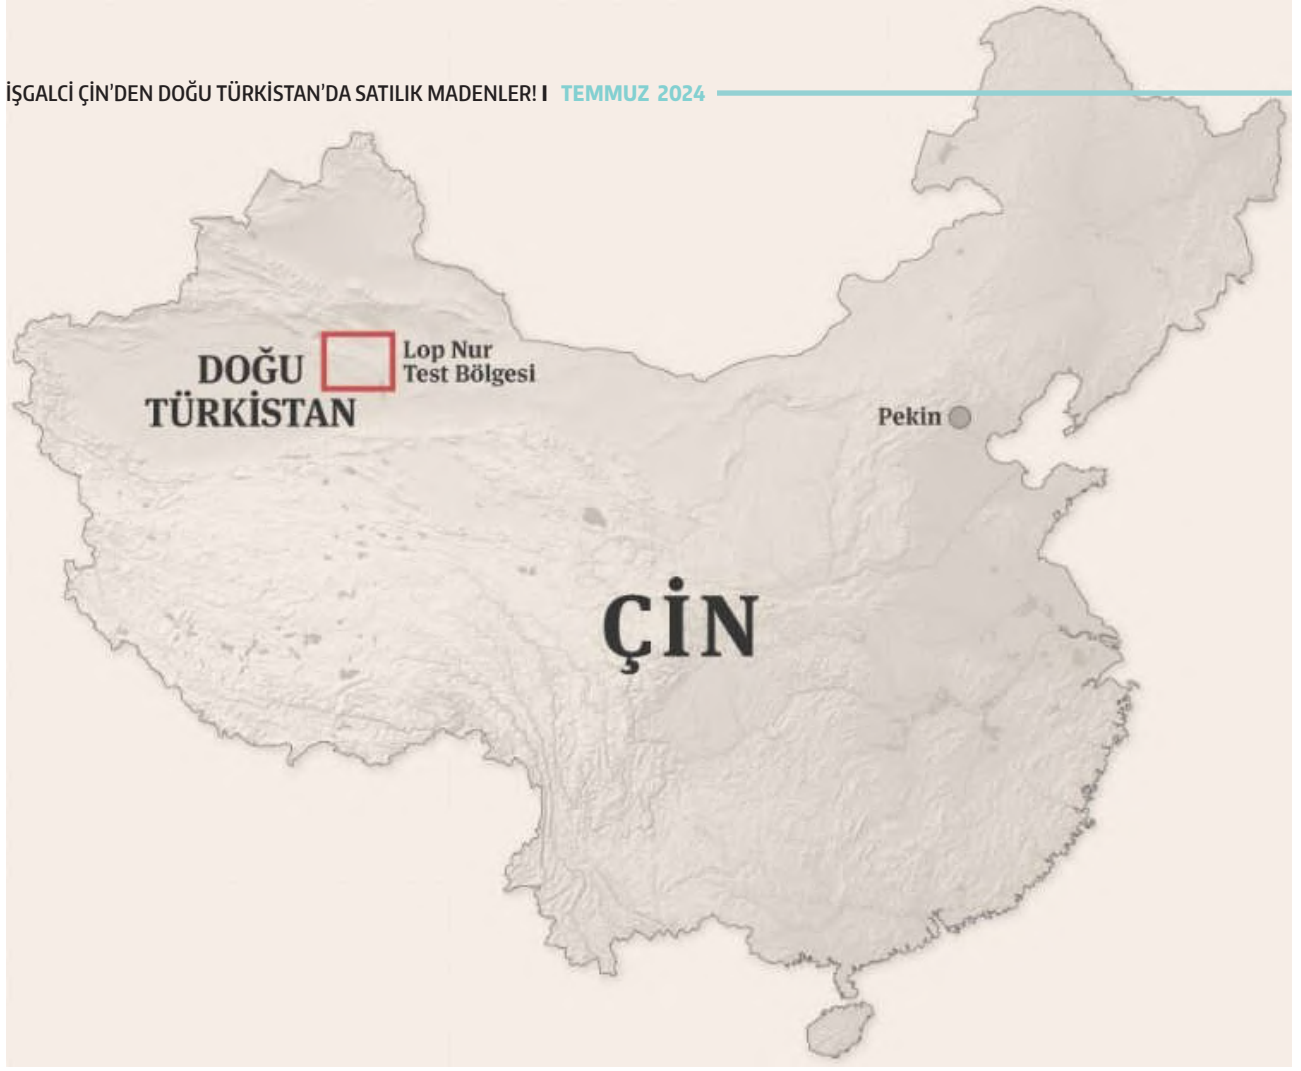 İŞGALCİ ÇİN’DEN DOĞU TÜRKİSTAN’DA SATILIK MADENLER! I TEMMUZ 2024
DOĞU
TÜRKİSTAN
Lop Nur
Test Bölgesi
Pekin
ÇİN